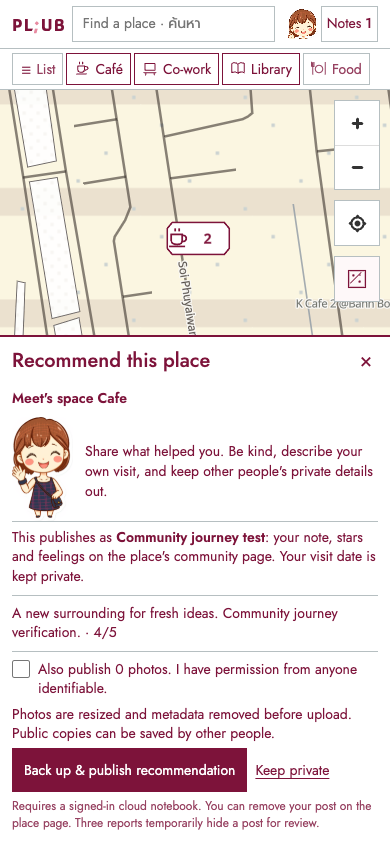 PL;UB
Find a place · ค้นหา
Notes 1
≡ List
Café
Co-work
Library
Food
+
−
2
Soi Phuyaiwan
K Cafe 2 @Bann Bo
Recommend this place
×
Meet's space Cafe
Share what helped you. Be kind, describe your
own visit, and keep other people's private details
out.
This publishes as Community journey test: your note, stars
and feelings on the place's community page. Your visit date is
kept private.
A new surrounding for fresh ideas. Community journey
verification. · 4/5
Also publish 0 photos. I have permission from anyone
identifiable.
Photos are resized and metadata removed before upload.
Public copies can be saved by other people.
Back up & publish recommendation
Keep private
Requires a signed-in cloud notebook. You can remove your post on the
place page. Three reports temporarily hide a post for review.